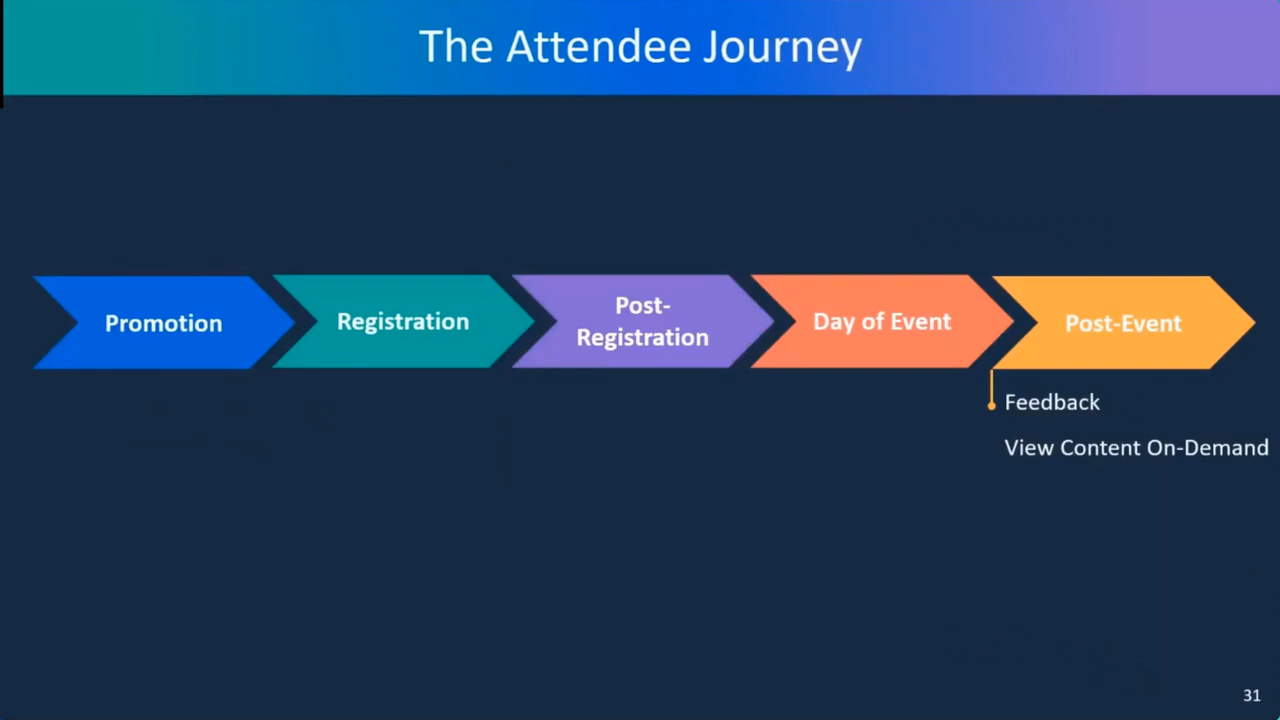 The Attendee Journey
Promotion
Registration
Post-
Registration
Day of Event
Post-Event
Feedback
View Content On-Demand
31